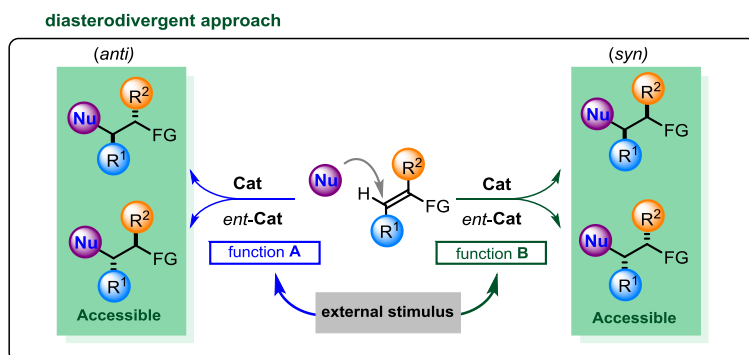 diasterodivergent approach
(anti)
(syn)
R²
Nu
FG
R¹
R²
Nu
FG
R¹
Accessible
Cat
ent-Cat
function A
Nu
H
R²
FG
R¹
Cat
ent-Cat
function B
external stimulus
R²
Nu
FG
R¹
R²
Nu
FG
R¹
Accessible